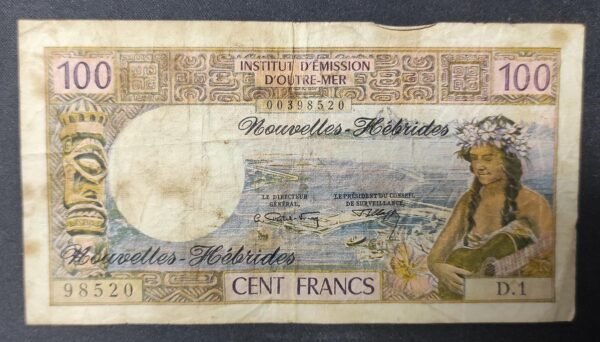 INSTITUT D'ÉMISSION
D'OUTRE-MER
100
100
00398520
Nouvelles-Hébrides
LE DIRECTEUR
GÉNÉRAL,
LE PRÉSIDENT DU CONSEIL
DE SURVEILLANCE,
Nouvelles-Hébrides
98520
CENT FRANCS
D.1